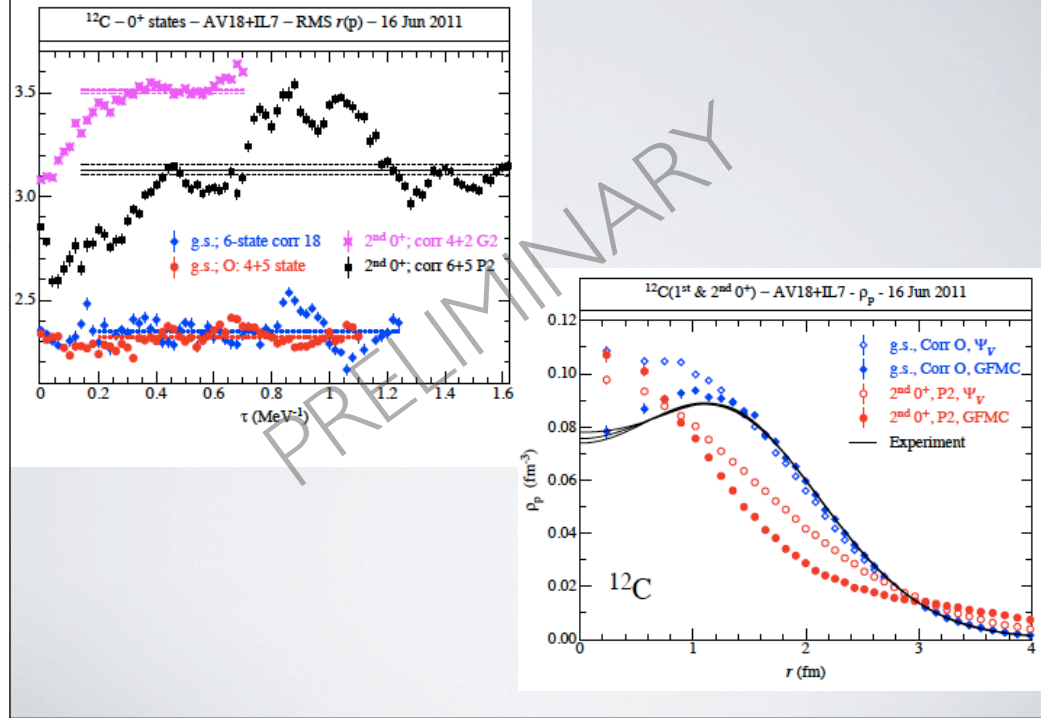 ¹²C – 0⁺ states – AV18+IL7 – RMS r(p) – 16 Jun 2011
3.5
3.0
2.5
g.s.; 6-state corr 18
g.s.; O: 4+5 state
2ⁿᵈ 0⁺; corr 4+2 G2
2ⁿᵈ 0⁺; corr 6+5 P2
0
0.2
0.4
0.6
0.8
1
1.2
1.4
1.6
τ (MeV⁻¹)
PRELIMINARY
¹²C(1ˢᵗ & 2ⁿᵈ 0⁺) – AV18+IL7 - ρₚ - 16 Jun 2011
0.12
0.10
0.08
0.06
0.04
0.02
0.00
ρₚ (fm⁻³)
g.s., Corr O, Ψ_V
g.s., Corr O, GFMC
2ⁿᵈ 0⁺, P2, Ψ_V
2ⁿᵈ 0⁺, P2, GFMC
Experiment
¹²C
0
1
2
3
4
r (fm)